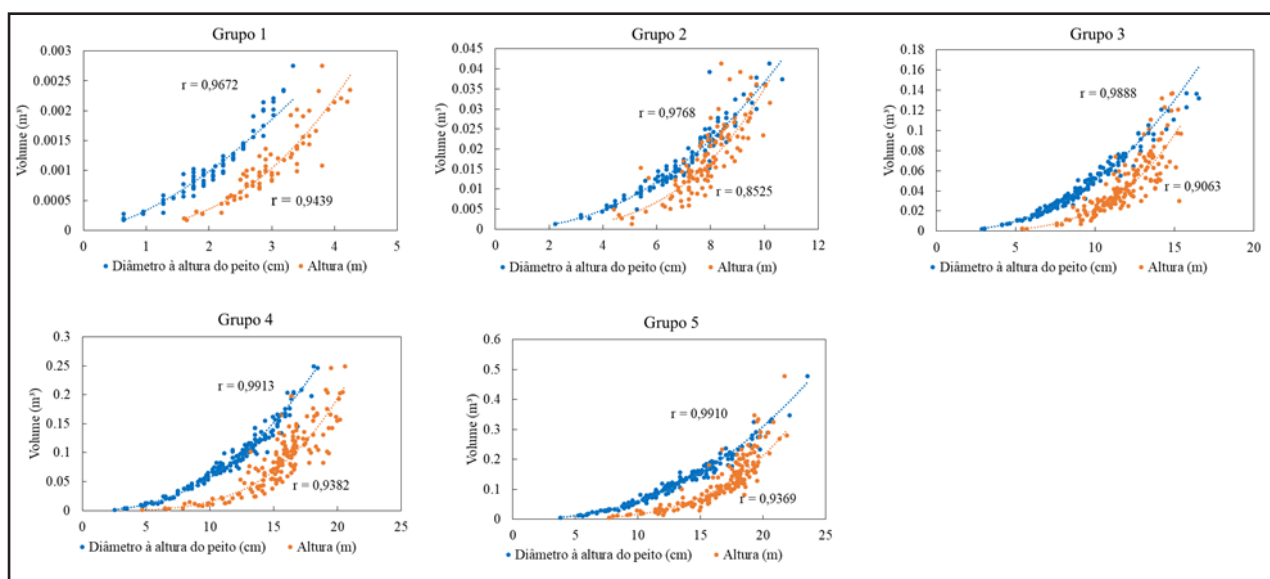 Grupo 1
0.003
0.0025
0.002
0.0015
0.001
0.0005
0
Volume (m³)
r = 0,9672
r = 0,9439
0 1 2 3 4 5
Diâmetro à altura do peito (cm) Altura (m)
Grupo 2
0.045
0.04
0.035
0.03
0.025
0.02
0.015
0.01
0.005
0
Volume (m³)
r = 0,9768
r = 0,8525
0 2 4 6 8 10 12
Diâmetro à altura do peito (cm) Altura (m)
Grupo 3
0.18
0.16
0.14
0.12
0.1
0.08
0.06
0.04
0.02
0
Volume (m³)
r = 0,9888
r = 0,9063
0 5 10 15 20
Diâmetro à altura do peito (cm) Altura (m)
Grupo 4
0.3
0.25
0.2
0.15
0.1
0.05
0
Volume (m³)
r = 0,9913
r = 0,9382
0 5 10 15 20 25
Diâmetro à altura do peito (cm) Altura (m)
Grupo 5
0.6
0.5
0.4
0.3
0.2
0.1
0
Volume (m³)
r = 0,9910
r = 0,9369
0 5 10 15 20 25
Diâmetro à altura do peito (cm) Altura (m)